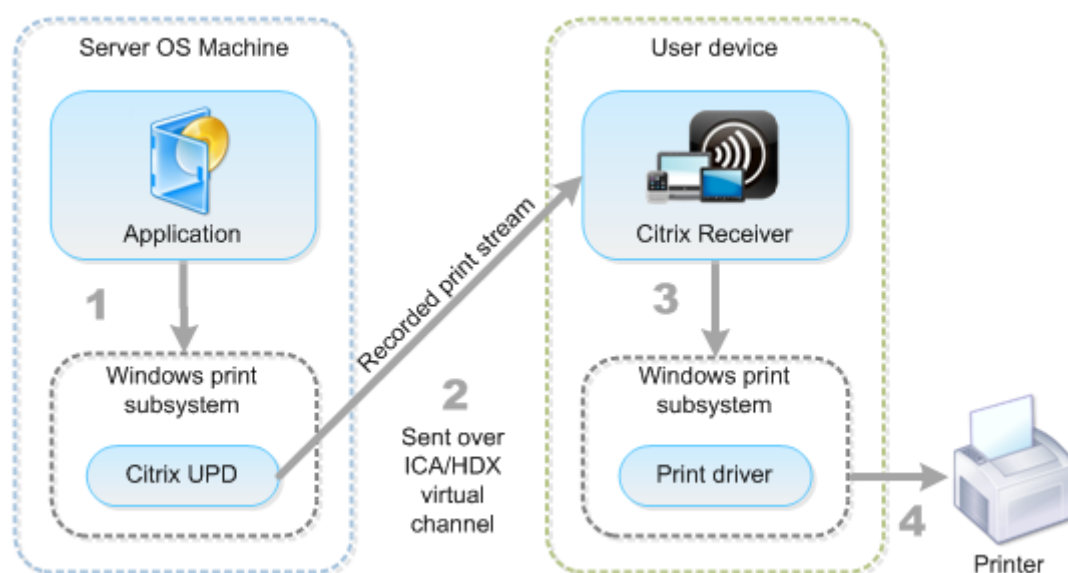 Server OS Machine
Application
1
Windows print
subsystem
Citrix UPD
Recorded print stream
2
Sent over
ICA/HDX
virtual
channel
User device
Citrix Receiver
3
Windows print
subsystem
Print driver
4
Printer